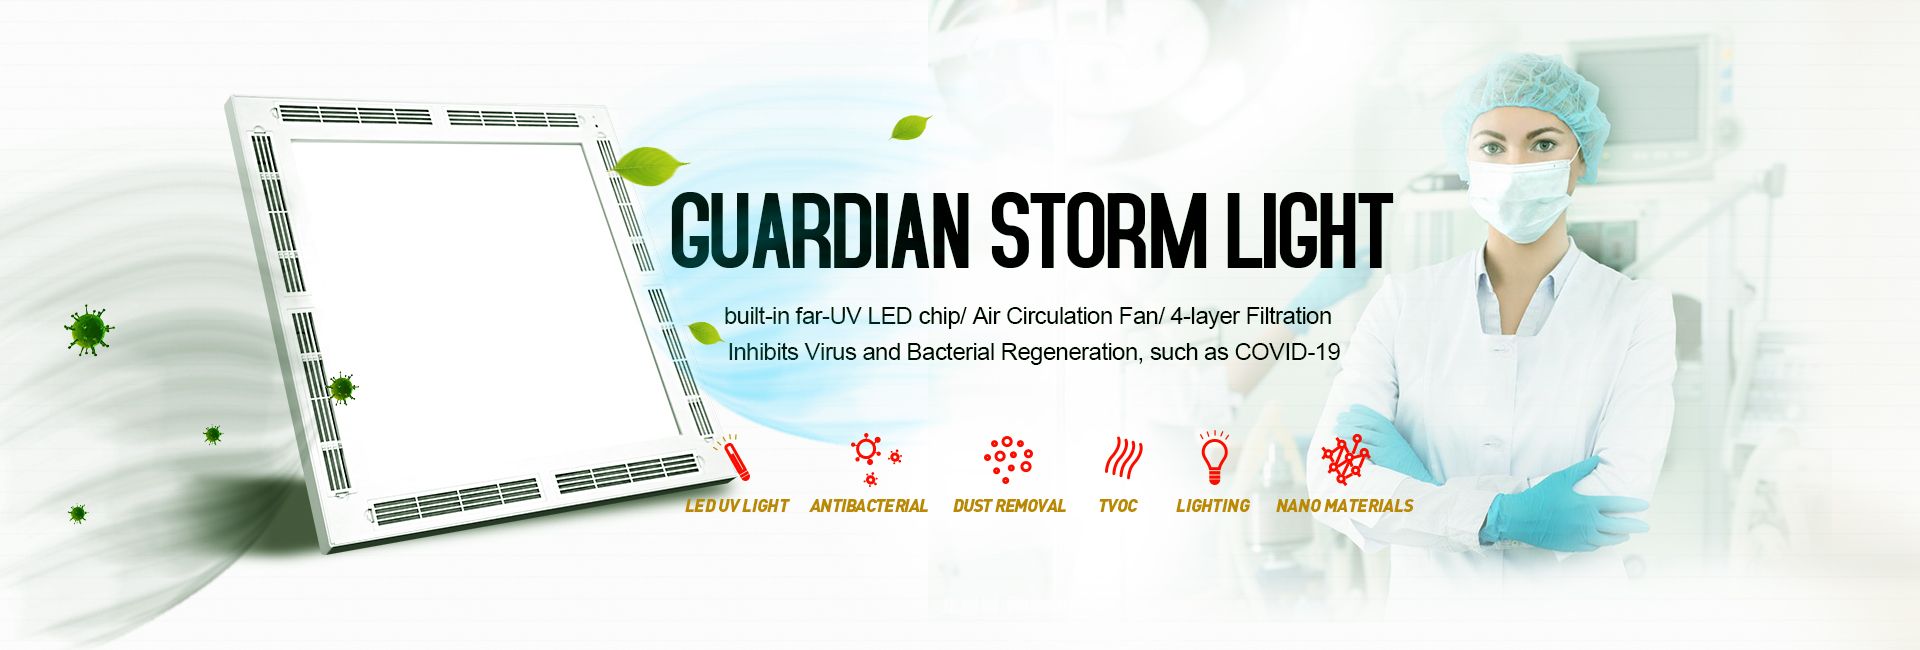 GUARDIAN STORM LIGHT
built-in far-UV LED chip/ Air Circulation Fan/ 4-layer Filtration
Inhibits Virus and Bacterial Regeneration, such as COVID-19
LED UV LIGHT ANTIBACTERIAL DUST REMOVAL TVOC LIGHTING NANO MATERIALS